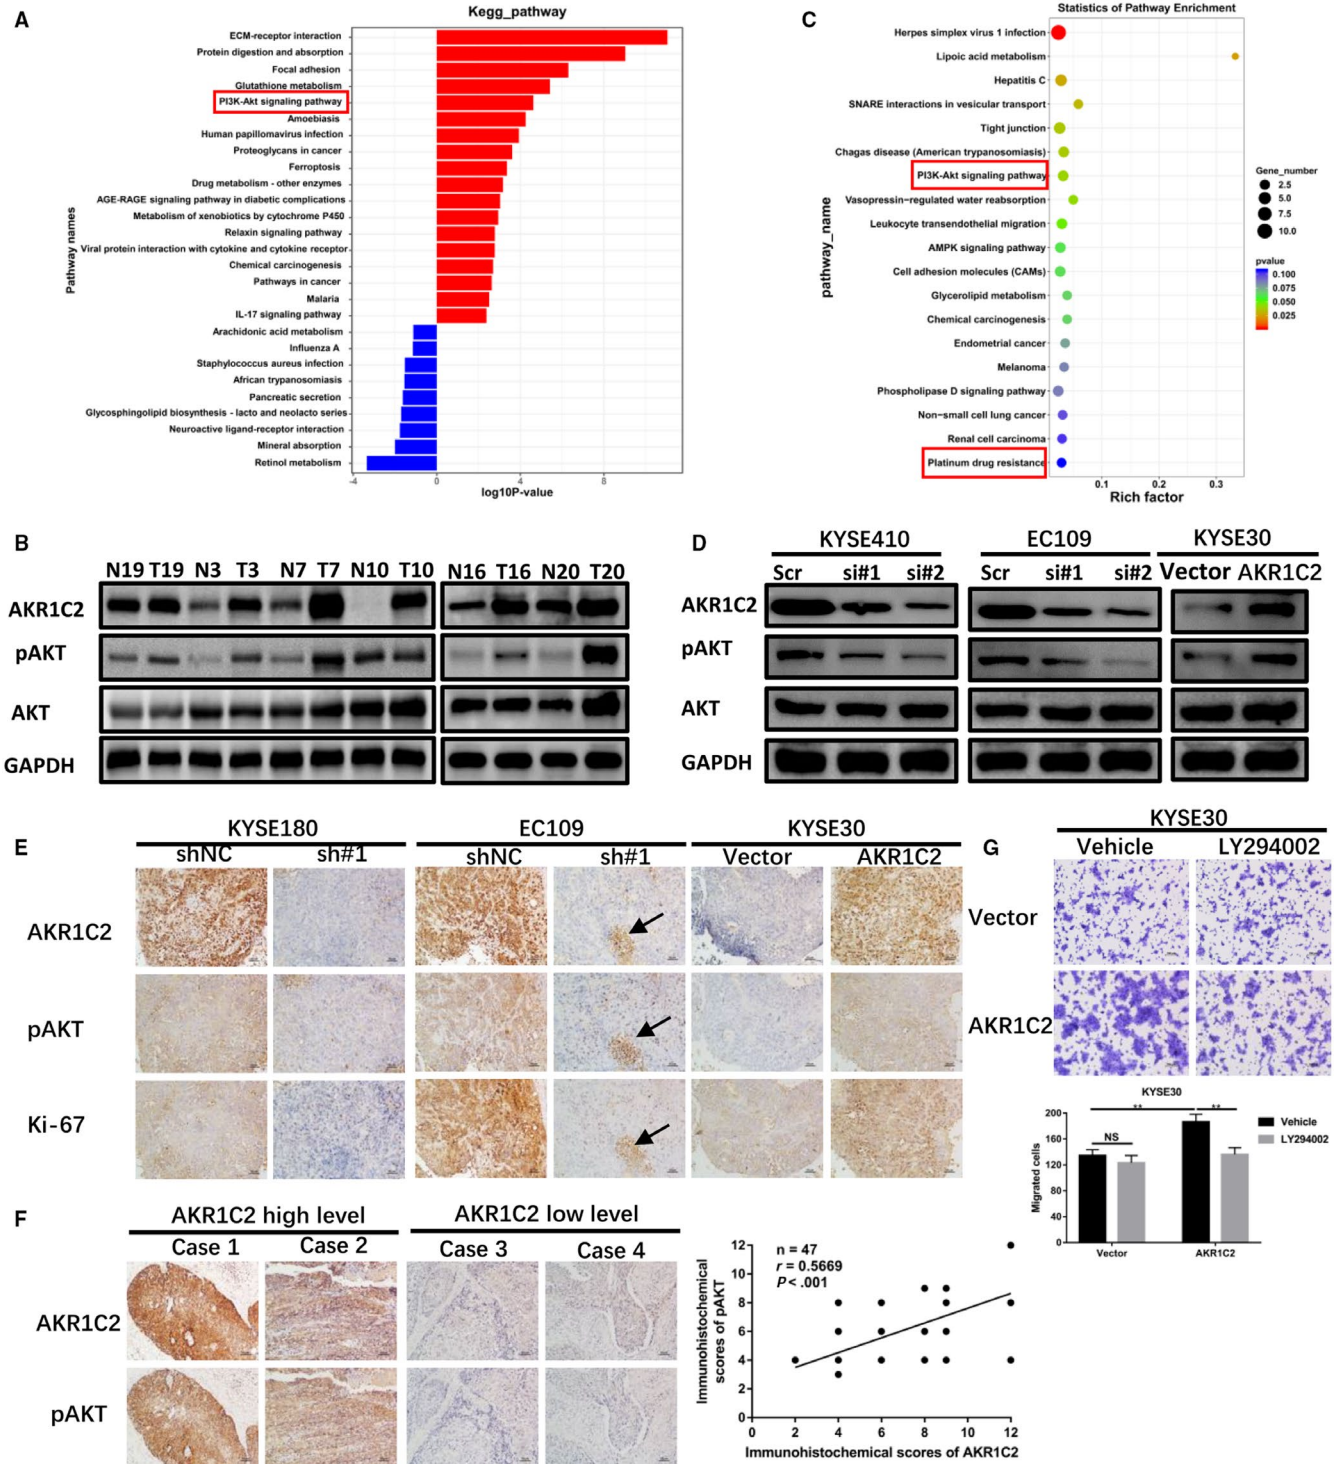 A
Kegg_pathway
ECM-receptor interaction
Protein digestion and absorption
Focal adhesion
Glutathione metabolism
PI3K-Akt signaling pathway
Amoebiasis
Human papillomavirus infection
Proteoglycans in cancer
Ferroptosis
Drug metabolism - other enzymes
AGE-RAGE signaling pathway in diabetic complications
Metabolism of xenobiotics by cytochrome P450
Relaxin signaling pathway
Viral protein interaction with cytokine and cytokine receptor
Chemical carcinogenesis
Pathways in cancer
Malaria
IL-17 signaling pathway
Arachidonic acid metabolism
Influenza A
Staphylococcus aureus infection
African trypanosomiasis
Pancreatic secretion
Glycosphingolipid biosynthesis - lacto and neolacto series
Neuroactive ligand-receptor interaction
Mineral absorption
Retinol metabolism
Pathway names
-4 0 4 8
log10P-value
C
Statistics of Pathway Enrichment
Herpes simplex virus 1 infection
Lipoic acid metabolism
Hepatitis C
SNARE interactions in vesicular transport
Tight junction
Chagas disease (American trypanosomiasis)
PI3K-Akt signaling pathway
Vasopressin-regulated water reabsorption
Leukocyte transendothelial migration
AMPK signaling pathway
Cell adhesion molecules (CAMs)
Glycerolipid metabolism
Chemical carcinogenesis
Endometrial cancer
Melanoma
Phospholipase D signaling pathway
Non-small cell lung cancer
Renal cell carcinoma
Platinum drug resistance
pathway_name
0.1 0.2 0.3
Rich factor
Gene_number
2.5
5.0
7.5
10.0
pvalue
0.100
0.075
0.050
0.025
B
N19 T19 N3 T3 N7 T7 N10 T10 N16 T16 N20 T20
AKR1C2
pAKT
AKT
GAPDH
D
KYSE410 EC109 KYSE30
Scr si#1 si#2 Scr si#1 si#2 Vector AKR1C2
AKR1C2
pAKT
AKT
GAPDH
E
KYSE180 EC109 KYSE30
shNC sh#1 shNC sh#1 Vector AKR1C2
AKR1C2
pAKT
Ki-67
G
KYSE30
Vehicle LY294002
Vector
AKR1C2
KYSE30
** **
NS
Vehicle
LY294002
200
160
120
80
40
0
Migrated cells
Vector AKR1C2
F
AKR1C2 high level AKR1C2 low level
Case 1 Case 2 Case 3 Case 4
AKR1C2
pAKT
n = 47
r = 0.5669
P < .001
12
10
8
6
4
2
0
Immunohistochemical
scores of pAKT
0 2 4 6 8 10 12
Immunohistochemical scores of AKR1C2